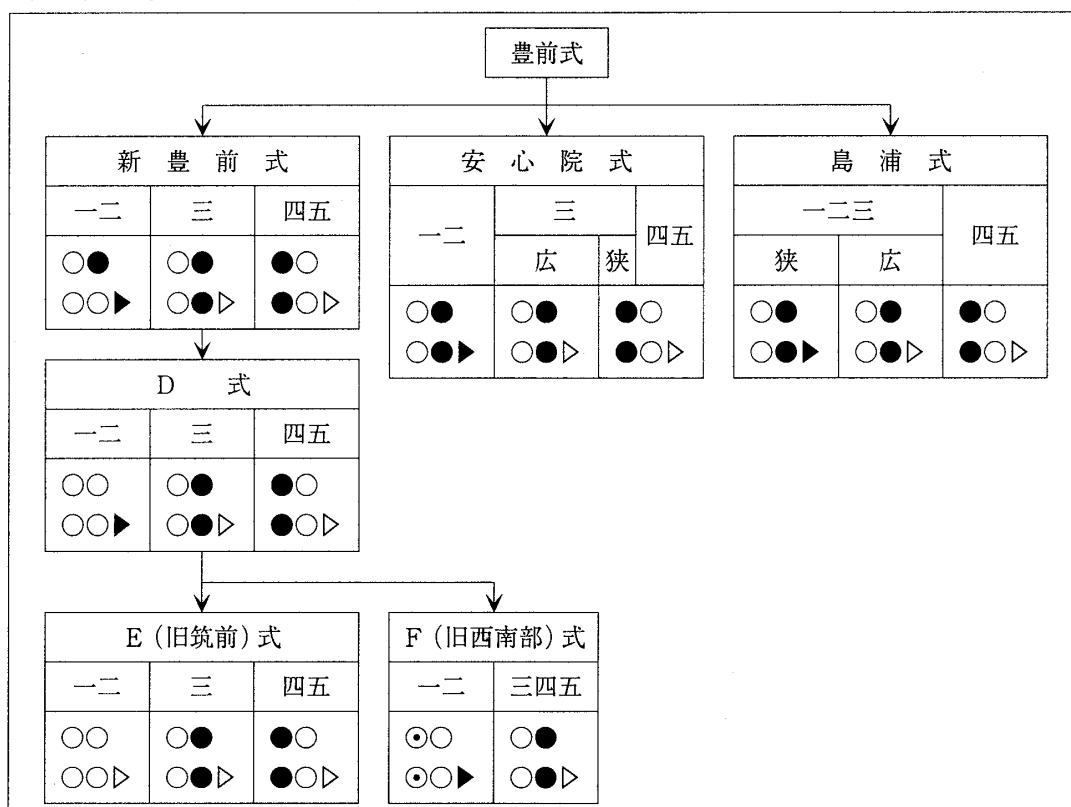 豊前式
新豊前式
一二 三 四五
○● ○● ●○
○○▶ ○●▷ ●○▷
安心院式
一二 三 四五
広 狭
○● ○● ●○
○●▶ ○●▷ ●○▷
島浦式
一二三 四五
狭 広
○● ○● ●○
○●▶ ○●▷ ●○▷
D式
一二 三 四五
○○ ○● ●○
○○▶ ○●▷ ●○▷
E(旧筑前)式
一二 三 四五
○○ ○● ●○
○○▷ ○●▷ ●○▷
F(旧西南部)式
一二 三四五
⊙○ ○●
⊙○▶ ○●▷